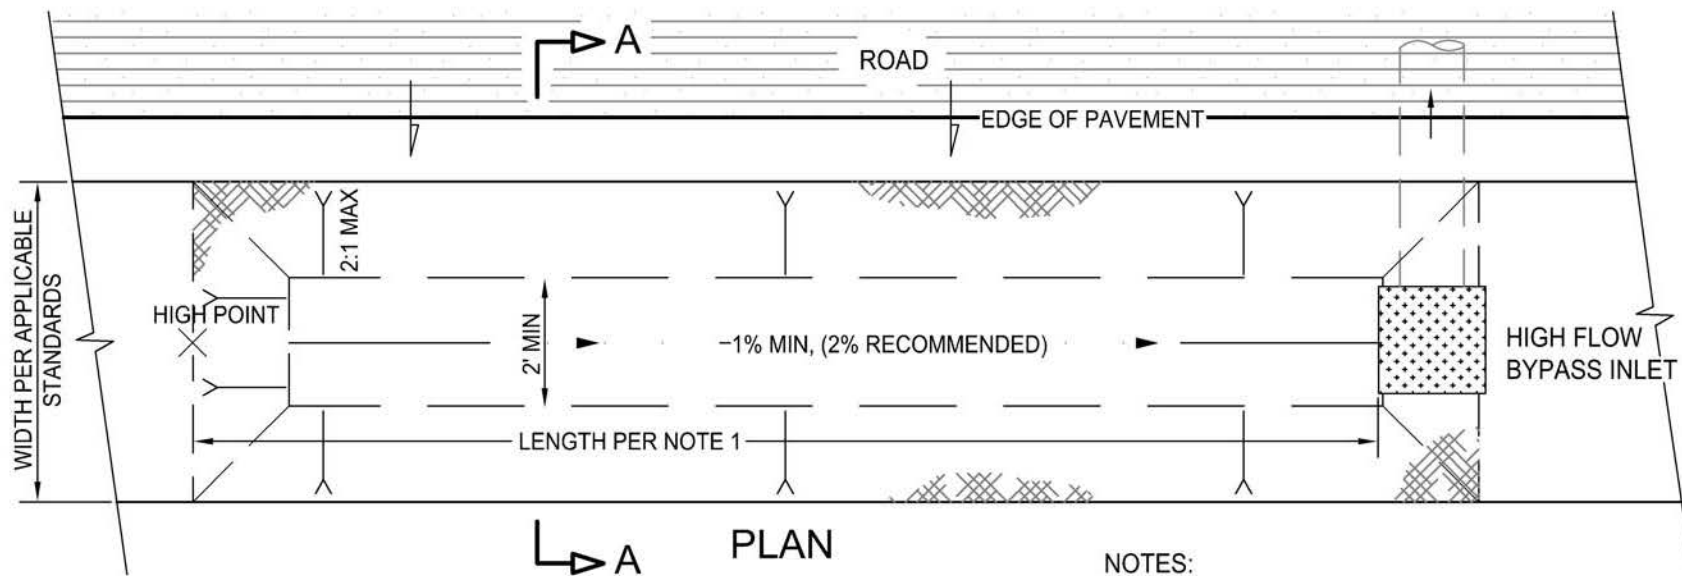 A
ROAD
EDGE OF PAVEMENT
WIDTH PER APPLICABLE
STANDARDS
2:1 MAX
HIGH POINT
2' MIN
1% MIN, (2% RECOMMENDED)
HIGH FLOW
BYPASS INLET
LENGTH PER NOTE 1
A
PLAN
NOTES: